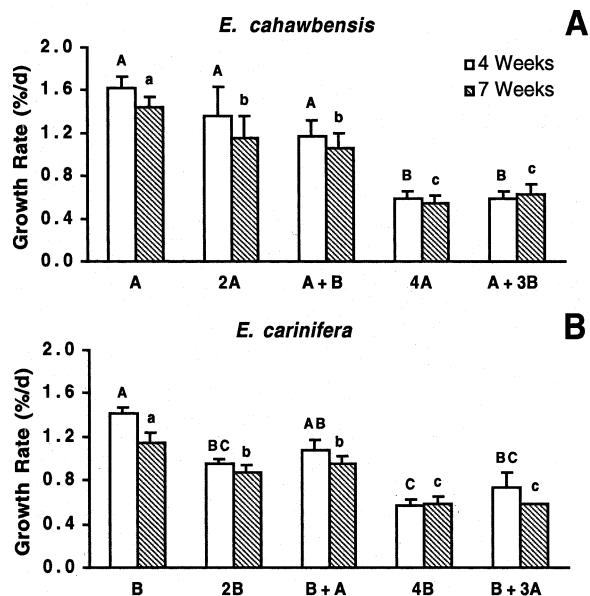 E. cahawbensis A
Growth Rate (%/d)
2.0
1.6
1.2
0.8
0.4
0.0
4 Weeks
7 Weeks
A a A b A b B c B c
A 2A A + B 4A A + 3B
E. carinifera B
Growth Rate (%/d)
2.0
1.6
1.2
0.8
0.4
0.0
A a BC b AB b C c BC c
B 2B B + A 4B B + 3A